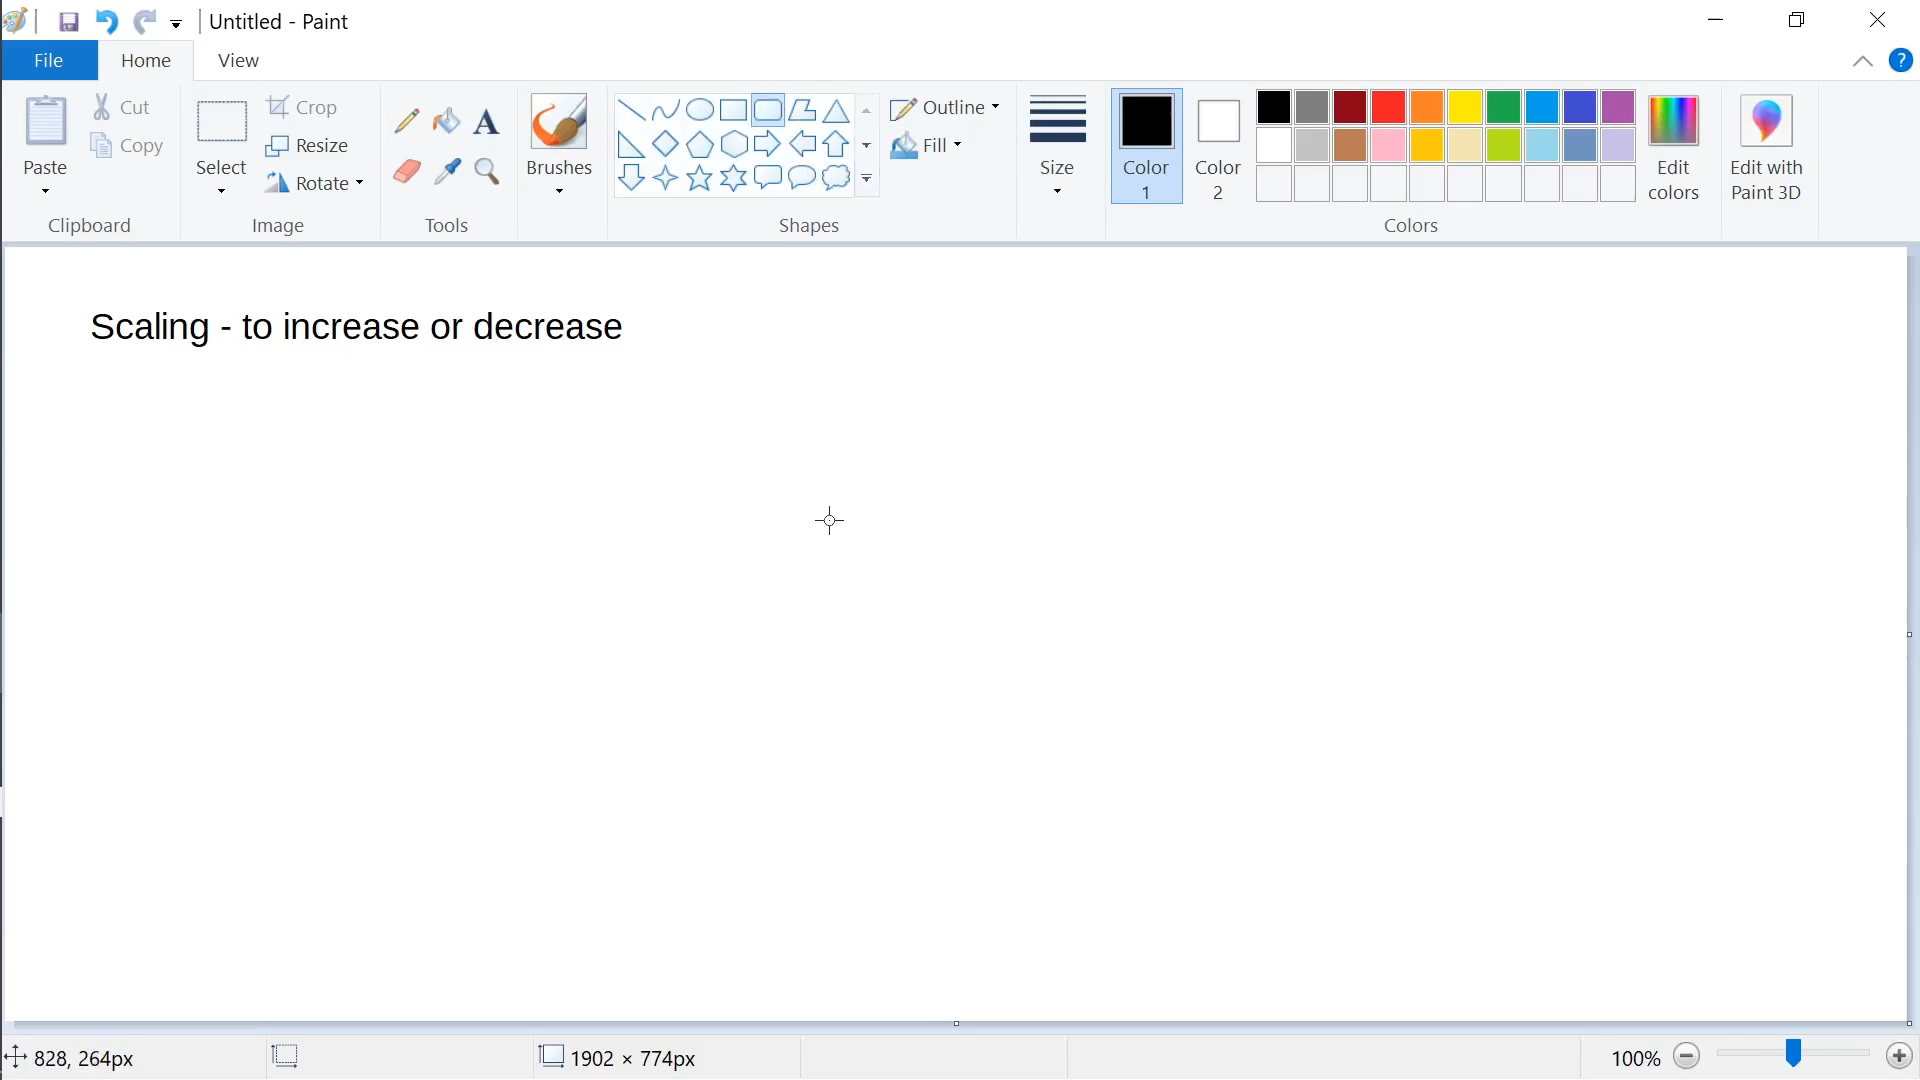 Untitled - Paint
File Home View ?
Paste Cut Copy Select Crop Resize Rotate Brushes Outline Fill Size Color 1 Color 2 Edit colors Edit with Paint 3D
A
Clipboard Image Tools Shapes Colors
Scaling - to increase or decrease
828, 264px 1902 × 774px 100%